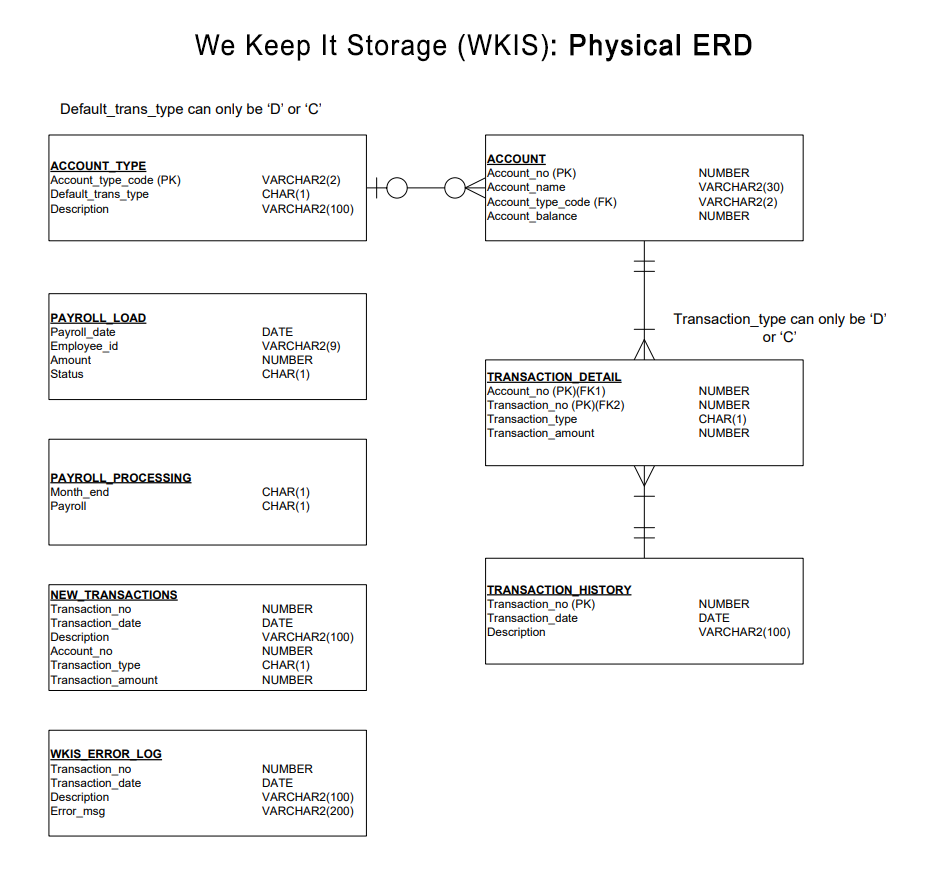 We Keep It Storage (WKIS): Physical ERD
Default_trans_type can only be ‘D’ or ‘C’
ACCOUNT_TYPE
Account_type_code (PK) VARCHAR2(2)
Default_trans_type CHAR(1)
Description VARCHAR2(100)
ACCOUNT
Account_no (PK) NUMBER
Account_name VARCHAR2(30)
Account_type_code (FK) VARCHAR2(2)
Account_balance NUMBER
PAYROLL_LOAD
Payroll_date DATE
Employee_id VARCHAR2(9)
Amount NUMBER
Status CHAR(1)
Transaction_type can only be ‘D’
or ‘C’
TRANSACTION_DETAIL
Account_no (PK)(FK1) NUMBER
Transaction_no (PK)(FK2) NUMBER
Transaction_type CHAR(1)
Transaction_amount NUMBER
PAYROLL_PROCESSING
Month_end CHAR(1)
Payroll CHAR(1)
NEW_TRANSACTIONS
Transaction_no NUMBER
Transaction_date DATE
Description VARCHAR2(100)
Account_no NUMBER
Transaction_type CHAR(1)
Transaction_amount NUMBER
TRANSACTION_HISTORY
Transaction_no (PK) NUMBER
Transaction_date DATE
Description VARCHAR2(100)
WKIS_ERROR_LOG
Transaction_no NUMBER
Transaction_date DATE
Description VARCHAR2(100)
Error_msg VARCHAR2(200)